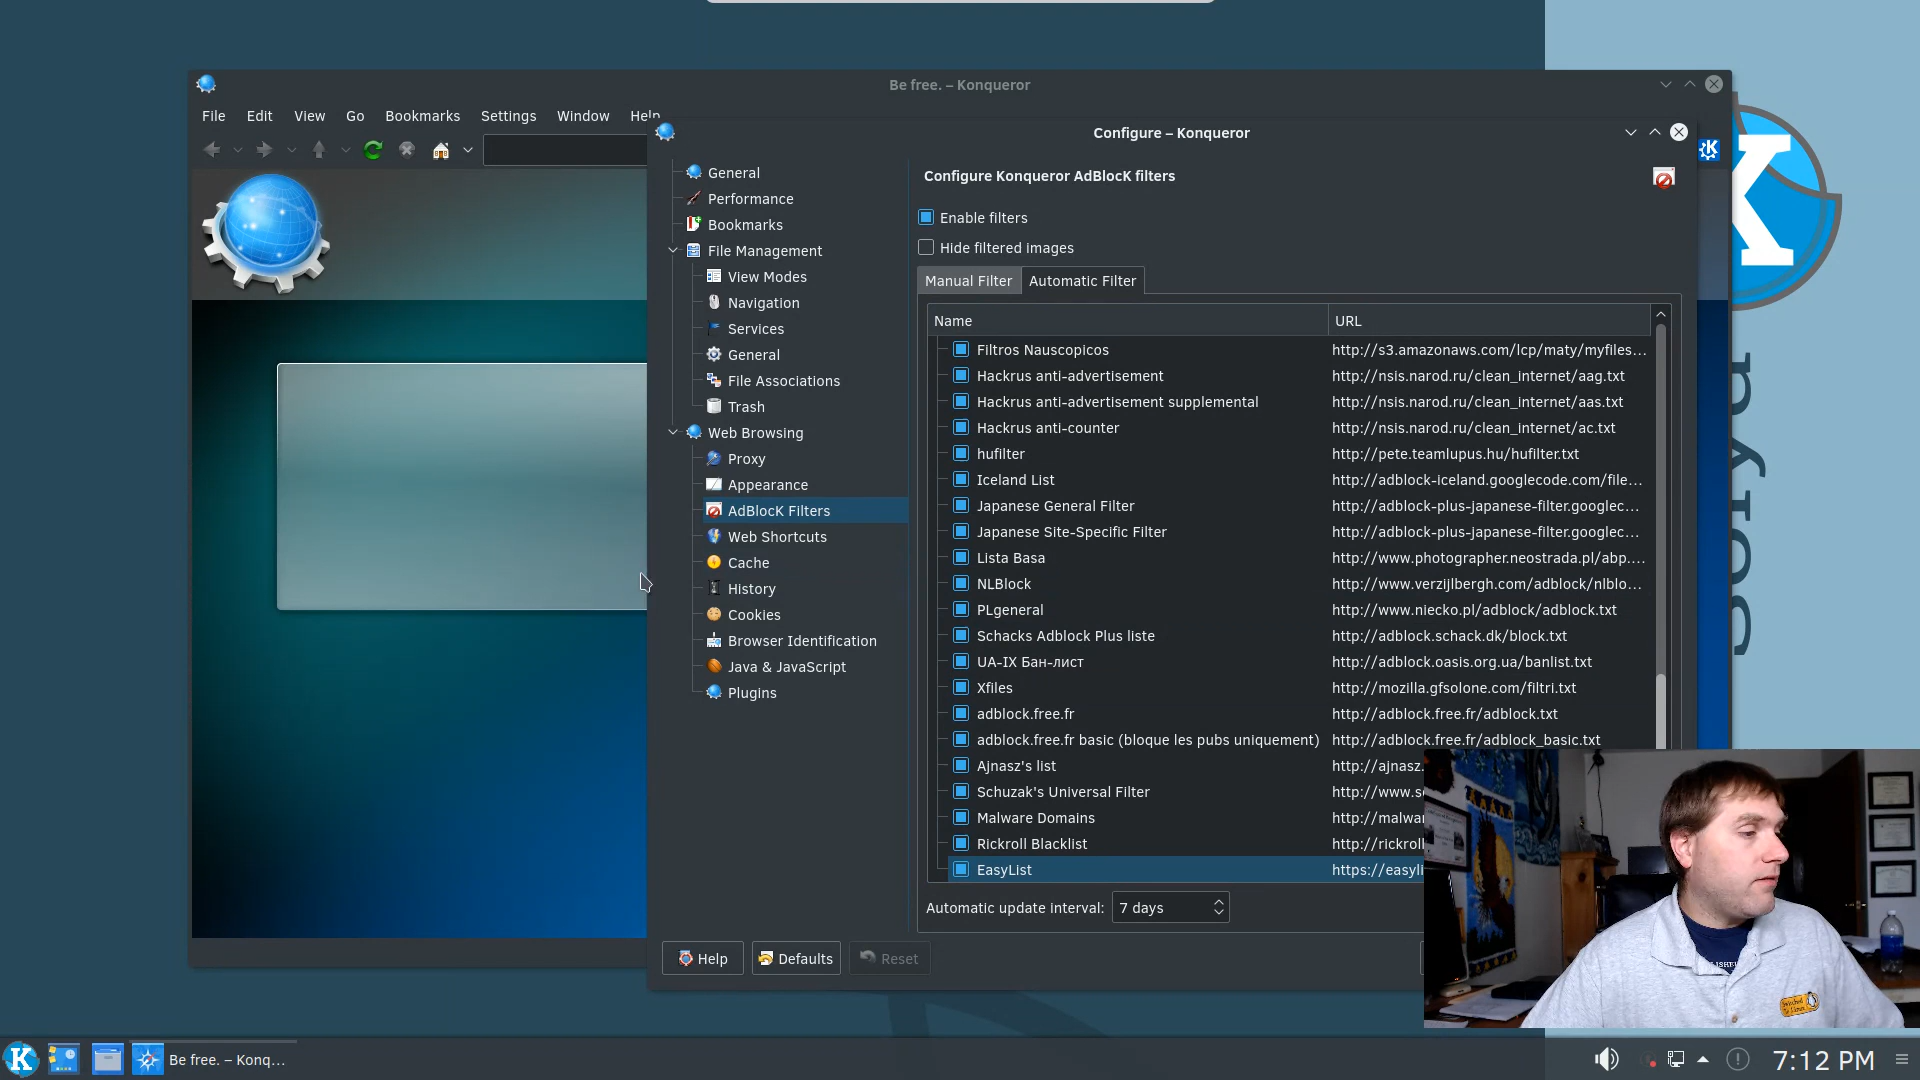 Be free. – Konqueror
File Edit View Go Bookmarks Settings Window Help
Configure – Konqueror
General
Performance
Bookmarks
File Management
View Modes
Navigation
Services
General
File Associations
Trash
Web Browsing
Proxy
Appearance
AdBlocK Filters
Web Shortcuts
Cache
History
Cookies
Browser Identification
Java & JavaScript
Plugins
Configure Konqueror AdBlocK filters
Enable filters
Hide filtered images
Manual Filter Automatic Filter
Name URL
Filtros Nauscopicos http://s3.amazonaws.com/lcp/maty/myfiles...
Hackrus anti-advertisement http://nsis.narod.ru/clean_internet/aag.txt
Hackrus anti-advertisement supplemental http://nsis.narod.ru/clean_internet/aas.txt
Hackrus anti-counter http://nsis.narod.ru/clean_internet/ac.txt
hufilter http://pete.teamlupus.hu/hufilter.txt
Iceland List http://adblock-iceland.googlecode.com/file...
Japanese General Filter http://adblock-plus-japanese-filter.googlec...
Japanese Site-Specific Filter http://adblock-plus-japanese-filter.googlec...
Lista Basa http://www.photographer.neostrada.pl/abp....
NLBlock http://www.verzijlbergh.com/adblock/nlblo...
PLgeneral http://www.niecko.pl/adblock/adblock.txt
Schacks Adblock Plus liste http://adblock.schack.dk/block.txt
UA-IX Бан-лист http://adblock.oasis.org.ua/banlist.txt
Xfiles http://mozilla.gfsolone.com/filtri.txt
adblock.free.fr http://adblock.free.fr/adblock.txt
adblock.free.fr basic (bloque les pubs uniquement) http://adblock.free.fr/adblock_basic.txt
Ajnasz's list http://ajnasz.
Schuzak's Universal Filter http://www.s
Malware Domains http://malwar
Rickroll Blacklist http://rickroll
EasyList https://easyli
Automatic update interval: 7 days
Help Defaults Reset
K
Be free. – Konq...
7:12 PM